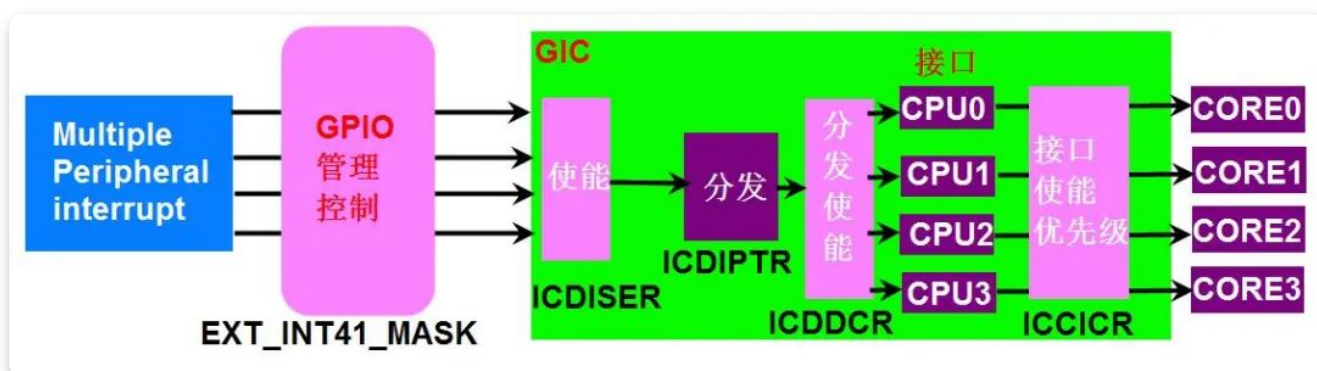 Multiple
Peripheral
interrupt
GPIO
管理
控制
EXT_INT41_MASK
GIC
使能
ICDISER
分发
ICDIPTR
分
发
使
能
ICDDCR
接口
CPU0
CPU1
CPU2
CPU3
接口
使能
优先级
ICCICR
CORE0
CORE1
CORE2
CORE3